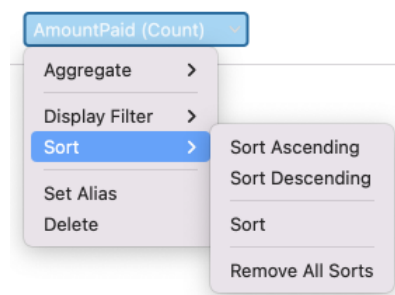 AmountPaid (Count)
Aggregate
Display Filter
Sort
Set Alias
Delete
Sort Ascending
Sort Descending
Sort
Remove All Sorts